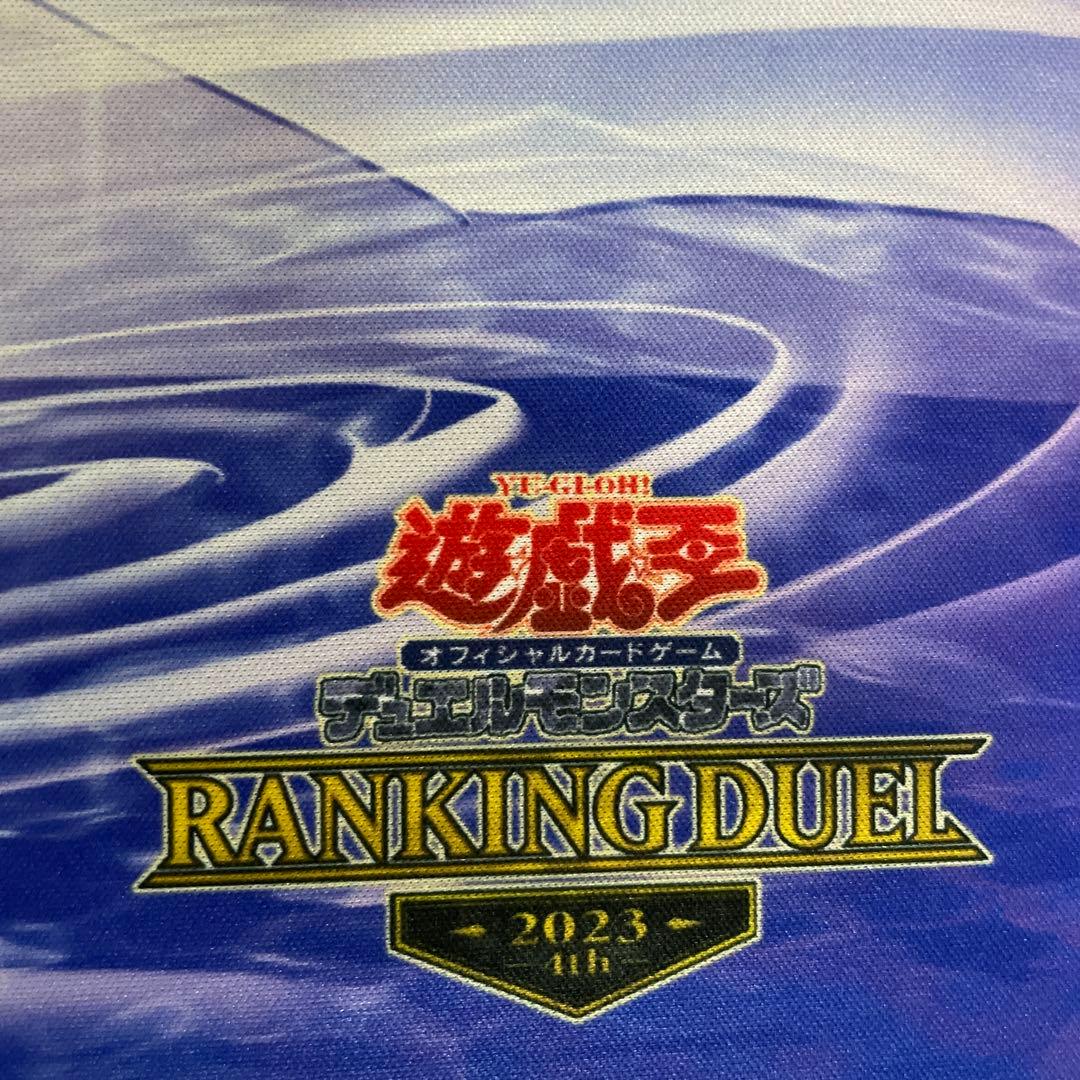 YU-GI-OH!
遊戯王
オフィシャルカードゲーム
デュエルモンスターズ
RANKING DUEL
2023
4th